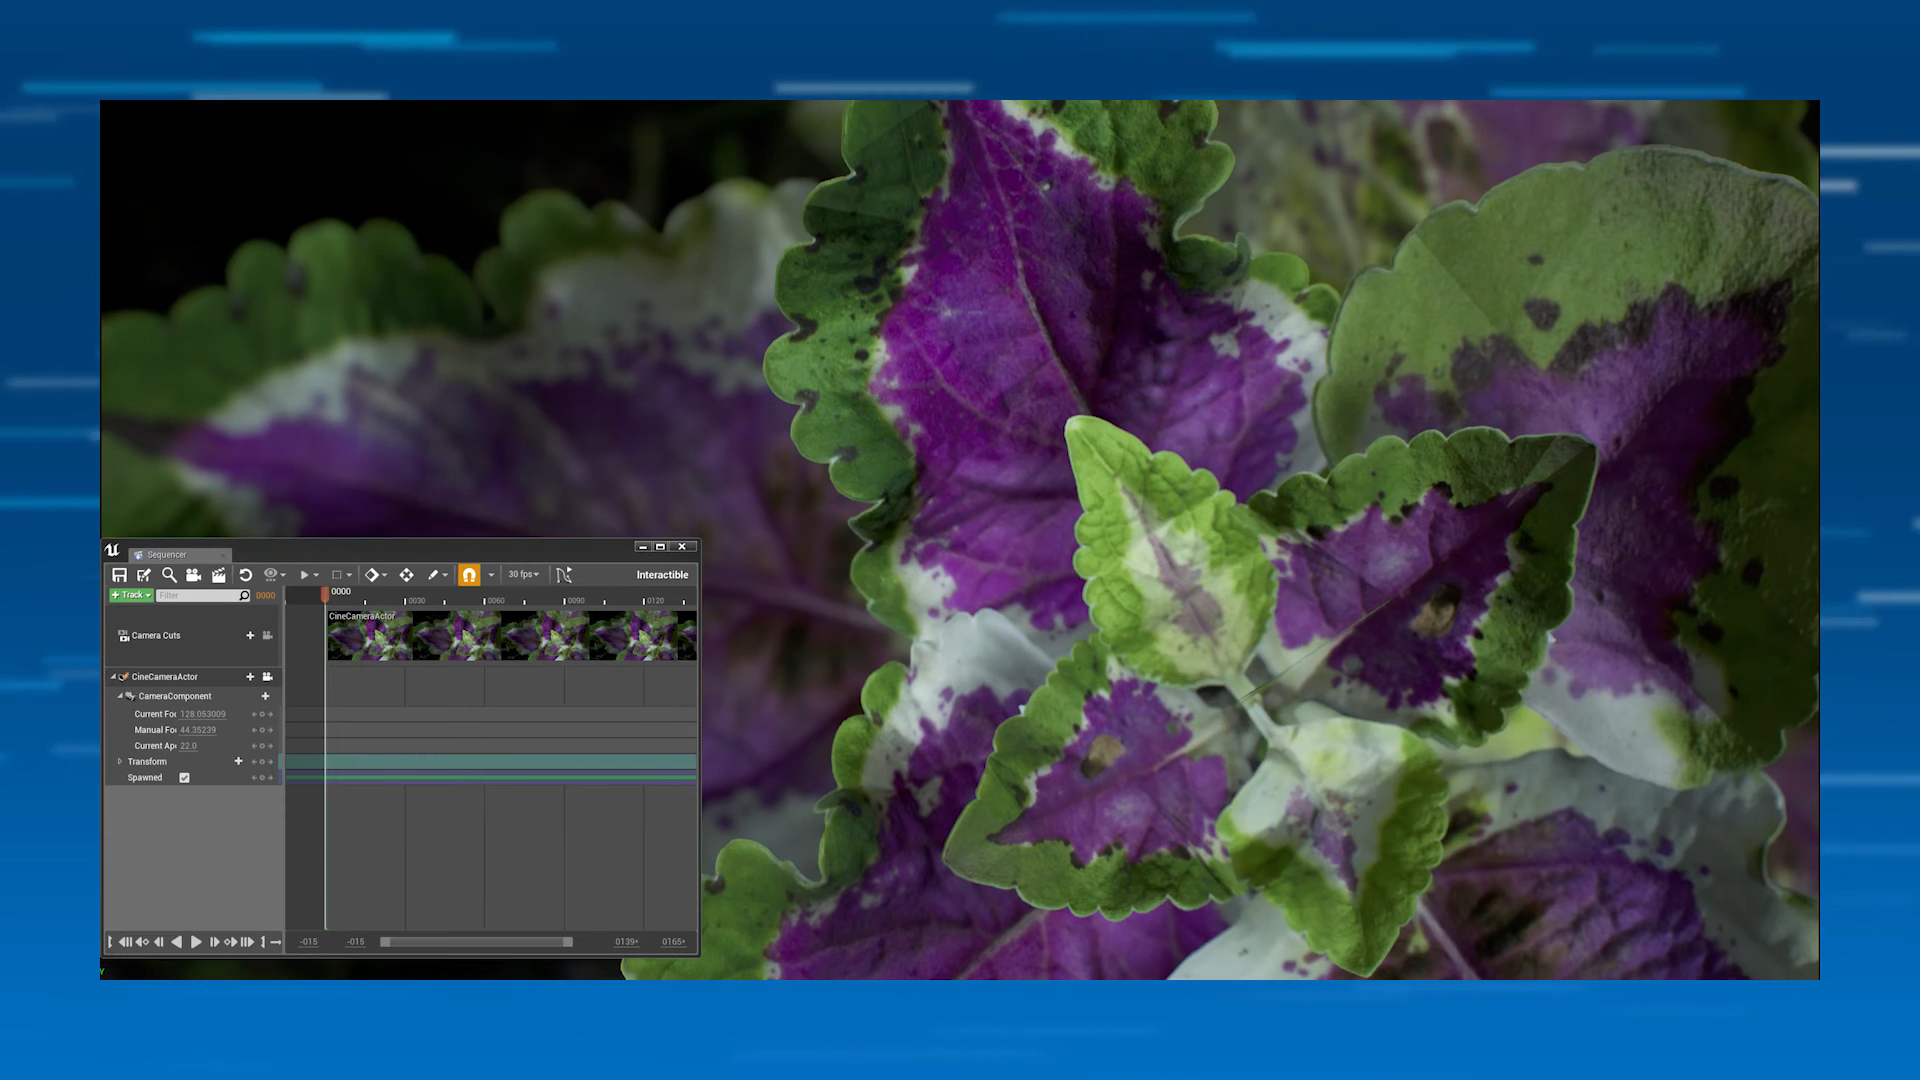 Sequencer
30 fps
Interactible
+ Track
Filter
0000
0000
0030
0060
0090
0120
CineCameraActor
Camera Cuts
CineCameraActor
CameraComponent
Current Foc 128.053009
Manual Fo 44.35239
Current Ap 22.0
Transform
Spawned
-015
-015
0139+
0165+
Y